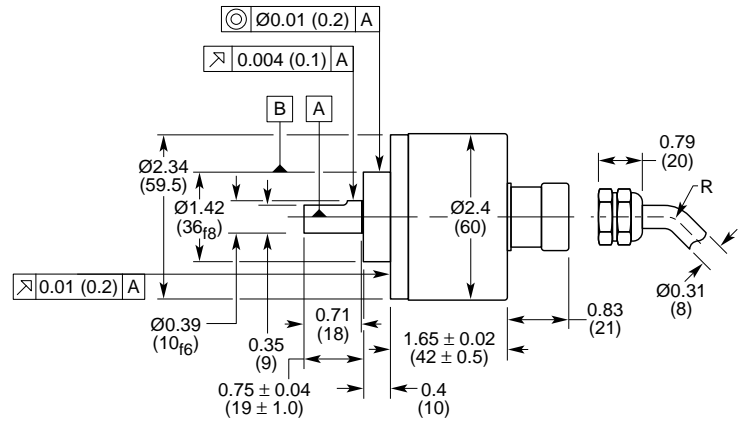 ◎ Ø0.01 (0.2) A
↗ 0.004 (0.1) A
B
A
Ø2.34
(59.5)
Ø1.42
(36f8)
Ø2.4
(60)
0.79
(20)
R
↗ 0.01 (0.2) A
Ø0.39
(10f6)
0.35
(9)
0.71
(18)
1.65 ± 0.02
(42 ± 0.5)
0.83
(21)
Ø0.31
(8)
0.75 ± 0.04
(19 ± 1.0)
0.4
(10)